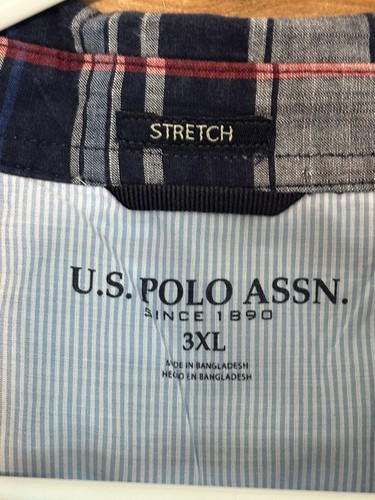 STRETCH
U.S. POLO ASSN.
SINCE 1890
3XL
MADE IN BANGLADESH
HECHO EN BANGLADESH